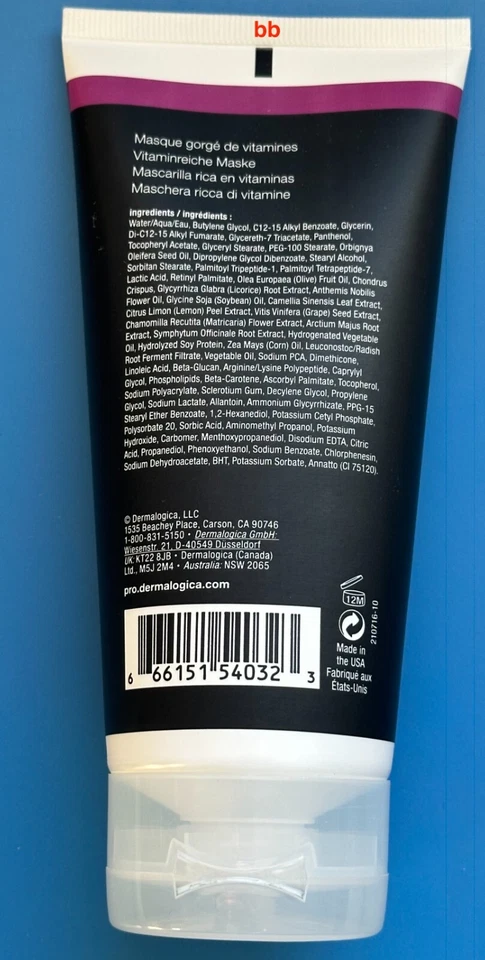 bb
Masque gorgé de vitamines
Vitaminreiche Maske
Mascarilla rica en vitaminas
Maschera ricca di vitamine
ingredients / ingrédients :
Water/Aqua/Eau, Butylene Glycol, C12-15 Alkyl Benzoate, Glycerin,
Di-C12-15 Alkyl Fumarate, Glycereth-7 Triacetate, Panthenol,
Tocopheryl Acetate, Glyceryl Stearate, PEG-100 Stearate, Orbignya
Oleifera Seed Oil, Dipropylene Glycol Dibenzoate, Stearyl Alcohol,
Sorbitan Stearate, Palmitoyl Tripeptide-1, Palmitoyl Tetrapeptide-7,
Lactic Acid, Retinyl Palmitate, Olea Europaea (Olive) Fruit Oil, Chondrus
Crispus, Glycyrrhiza Glabra (Licorice) Root Extract, Anthemis Nobilis
Flower Oil, Glycine Soja (Soybean) Oil, Camellia Sinensis Leaf Extract,
Citrus Limon (Lemon) Peel Extract, Vitis Vinifera (Grape) Seed Extract,
Chamomilla Recutita (Matricaria) Flower Extract, Arctium Majus Root
Extract, Symphytum Officinale Root Extract, Hydrogenated Vegetable
Oil, Hydrolyzed Soy Protein, Zea Mays (Corn) Oil, Leuconostoc/Radish
Root Ferment Filtrate, Vegetable Oil, Sodium PCA, Dimethicone,
Linoleic Acid, Beta-Glucan, Arginine/Lysine Polypeptide, Caprylyl
Glycol, Phospholipids, Beta-Carotene, Ascorbyl Palmitate, Tocopherol,
Sodium Polyacrylate, Sclerotium Gum, Decylene Glycol, Propylene
Glycol, Sodium Lactate, Allantoin, Ammonium Glycyrrhizate, PPG-15
Stearyl Ether Benzoate, 1,2-Hexanediol, Potassium Cetyl Phosphate,
Polysorbate 20, Sorbic Acid, Aminomethyl Propanol, Potassium
Hydroxide, Carbomer, Menthoxypropanediol, Disodium EDTA, Citric
Acid, Propanediol, Phenoxyethanol, Sodium Benzoate, Chlorphenesin,
Sodium Dehydroacetate, BHT, Potassium Sorbate, Annatto (CI 75120).
© Dermalogica, LLC
1535 Beachey Place, Carson, CA 90746
1-800-831-5150 • Dermalogica GmbH:
Wiesenstr. 21, D-40549 Dusseldorf
UK: KT22 8JB • Dermalogica (Canada)
Ltd., M5J 2M4 • Australia: NSW 2065
pro.dermalogica.com
12M
210716-10
Made in
the USA
Fabriqué aux
États-Unis
6 66151 54032 3